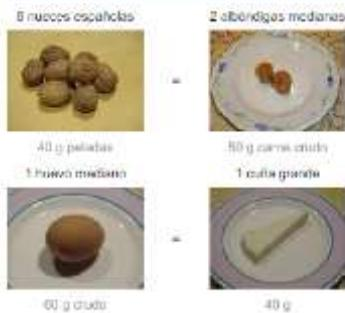 8 nueces españolas
2 albóndigas medianas
=
40 g peladas
50 g carne crudo
1 huevo mediano
1 cuña grande
=
60 g crudo
40 g